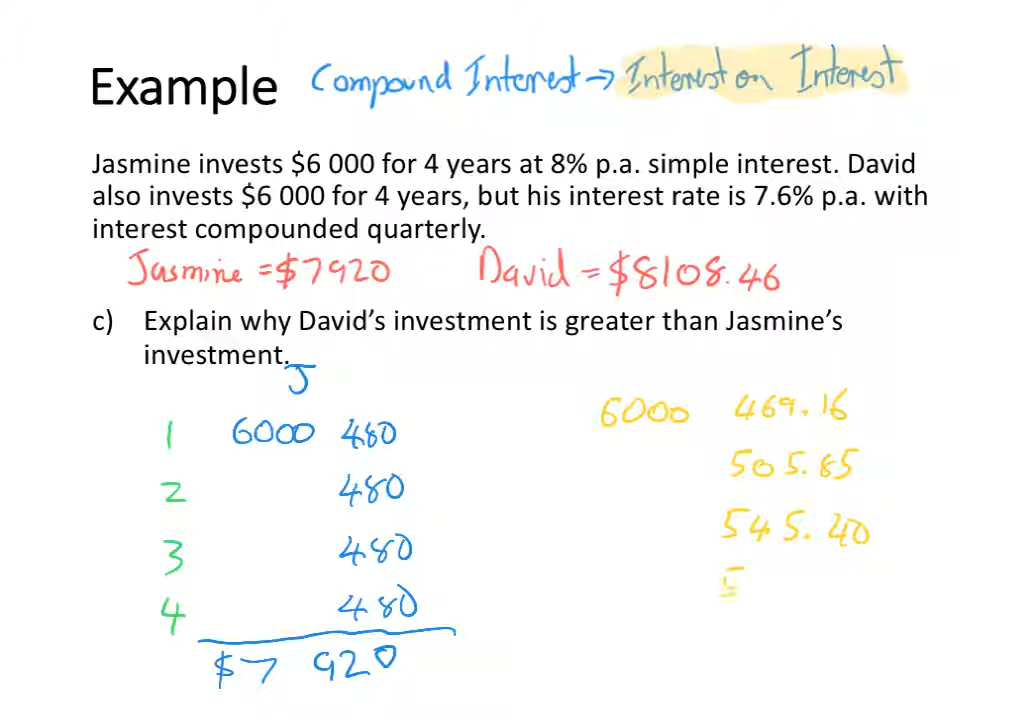 Example Compound Interest → Interest on Interest
Jasmine invests $6 000 for 4 years at 8% p.a. simple interest. David
also invests $6 000 for 4 years, but his interest rate is 7.6% p.a. with
interest compounded quarterly.
Jasmine = $7920 David = $8108.46
c) Explain why David’s investment is greater than Jasmine’s
investment.
J
1 6000 480 6000 469.16
2 480 505.85
3 480 545.40
4 480 5
$7 920